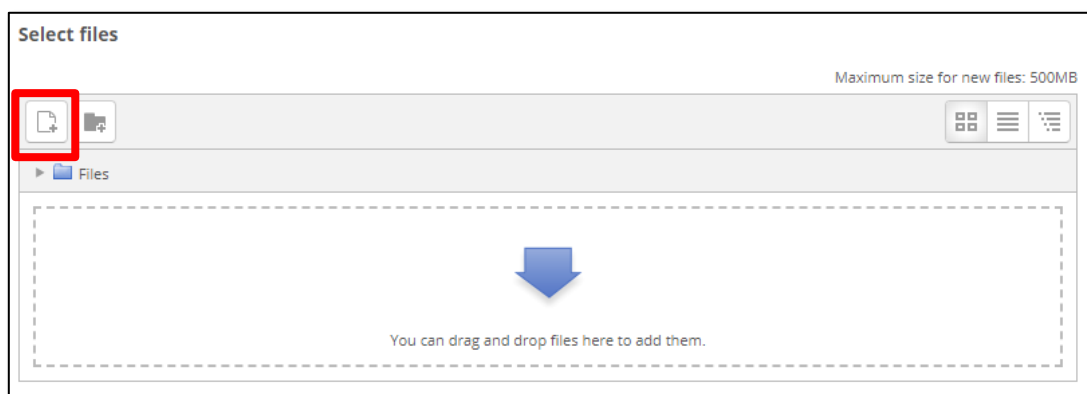 Select files
Maximum size for new files: 500MB
Files
You can drag and drop files here to add them.